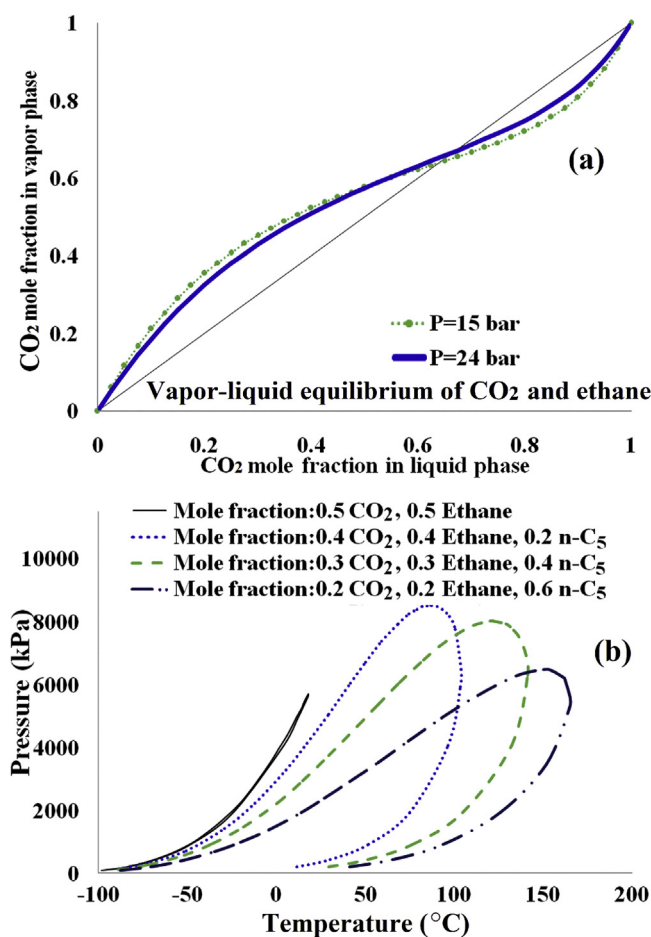 1
0.8
0.6
0.4
0.2
0
CO2 mole fraction in vapor phase
(a)
P=15 bar
P=24 bar
Vapor-liquid equilibrium of CO2 and ethane
0 0.2 0.4 0.6 0.8 1
CO2 mole fraction in liquid phase
Mole fraction:0.5 CO2, 0.5 Ethane
Mole fraction:0.4 CO2, 0.4 Ethane, 0.2 n-C5
Mole fraction:0.3 CO2, 0.3 Ethane, 0.4 n-C5
Mole fraction:0.2 CO2, 0.2 Ethane, 0.6 n-C5
10000
8000
6000
4000
2000
0
Pressure (kPa)
(b)
-100 -50 0 50 100 150 200
Temperature (°C)